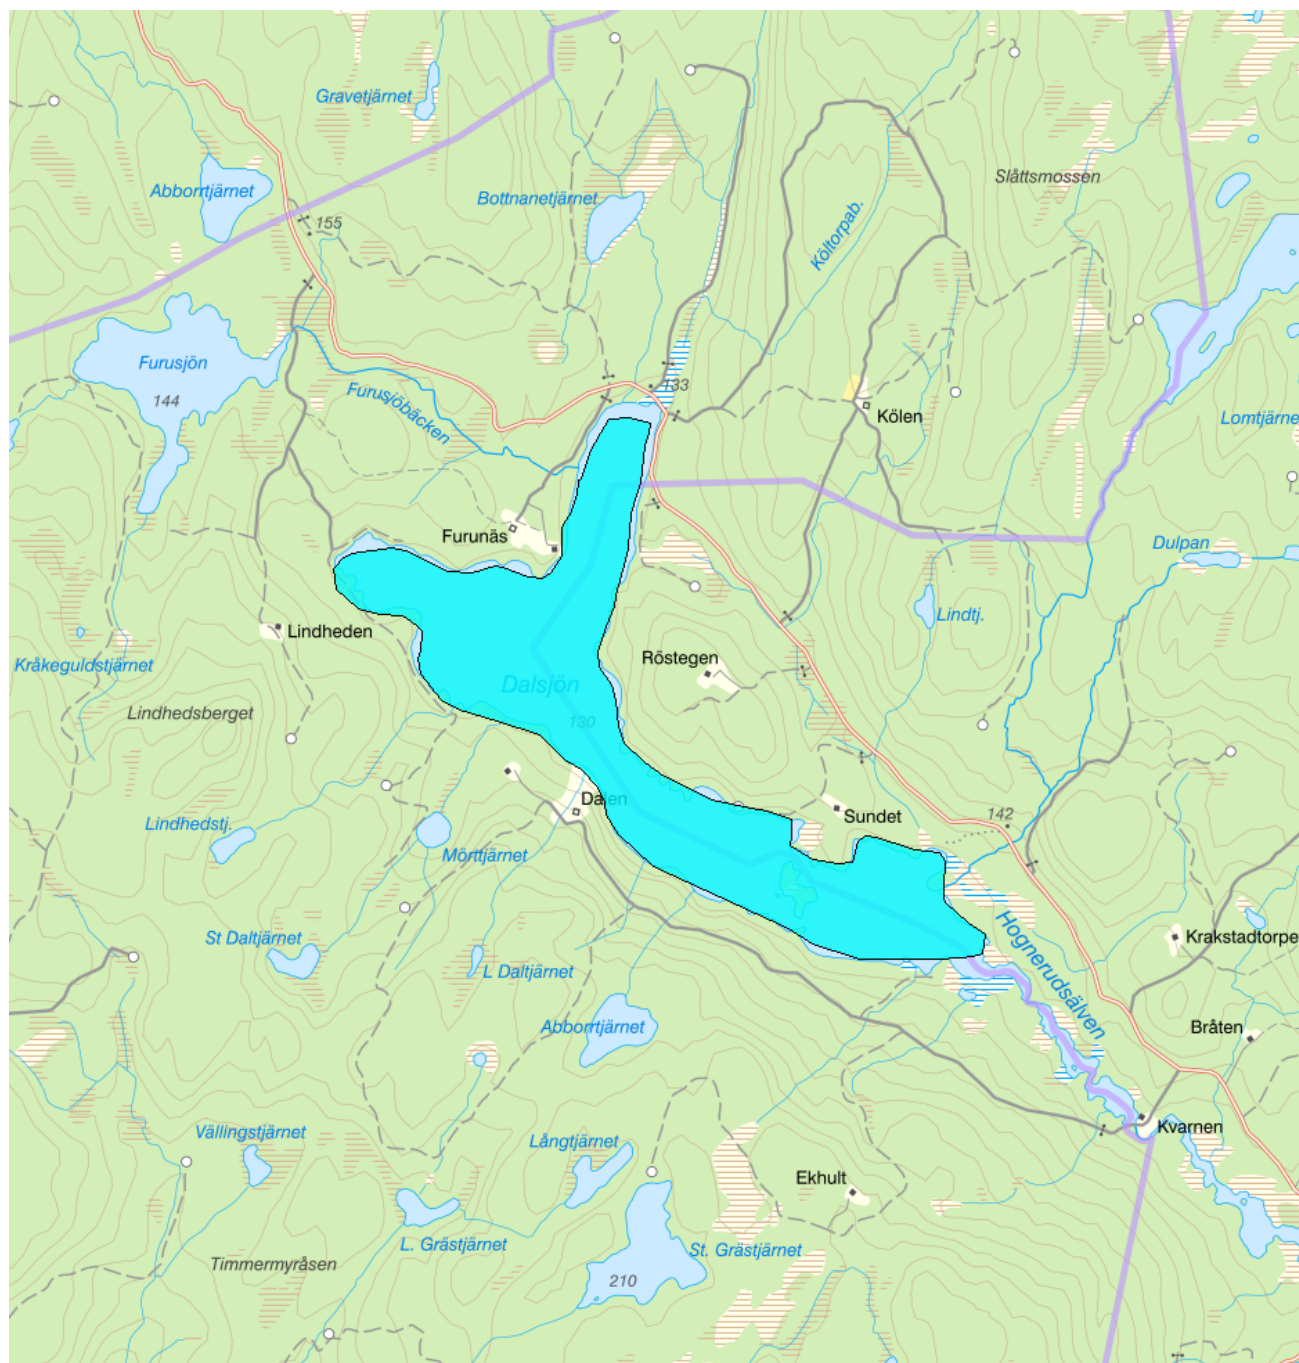 Gravetjärnet
Abborrtjärnet
Bottnanetjärnet
Slåttsmossen
155
Költorpab.
Furusjön
144
Furusjöbäcken
133
Kölen
Lomtjärne
Furunäs
Dulpan
Lindtj.
Lindheden
Kråkeguldstjärnet
Röstegen
Dalsjön
Lindhedsberget
130
Dalen
Sundet
142
Lindhedstj.
Mörttjärnet
St Daltjärnet
Hognerudsälven
Krakstadtorpe
L Daltjärnet
Abborrtjärnet
Bråten
Vällingstjärnet
Långtjärnet
Kvarnen
Ekhult
L. Grästjärnet
St. Grästjärnet
Timmermyråsen
210